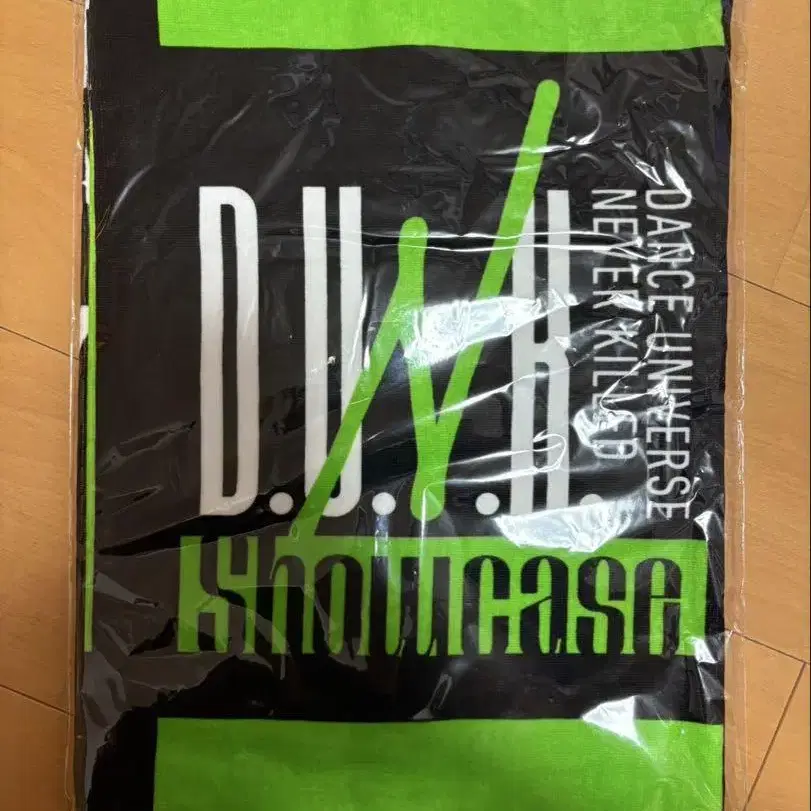 D.U.N.K.
DANCE UNIVERSE
NEVER KILLED
Showcase